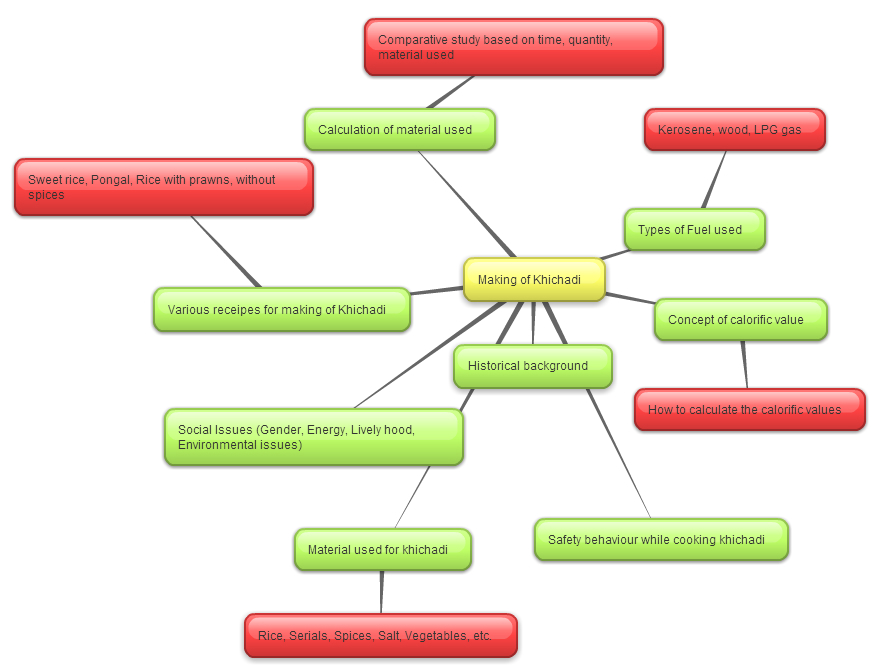 Comparative study based on time, quantity,
material used
Calculation of material used
Kerosene, wood, LPG gas
Sweet rice, Pongal, Rice with prawns, without
spices
Types of Fuel used
Making of Khichadi
Various receipes for making of Khichadi
Concept of calorific value
Historical background
How to calculate the calorific values
Social Issues (Gender, Energy, Lively hood,
Environmental issues)
Material used for khichadi
Safety behaviour while cooking khichadi
Rice, Serials, Spices, Salt, Vegetables, etc.